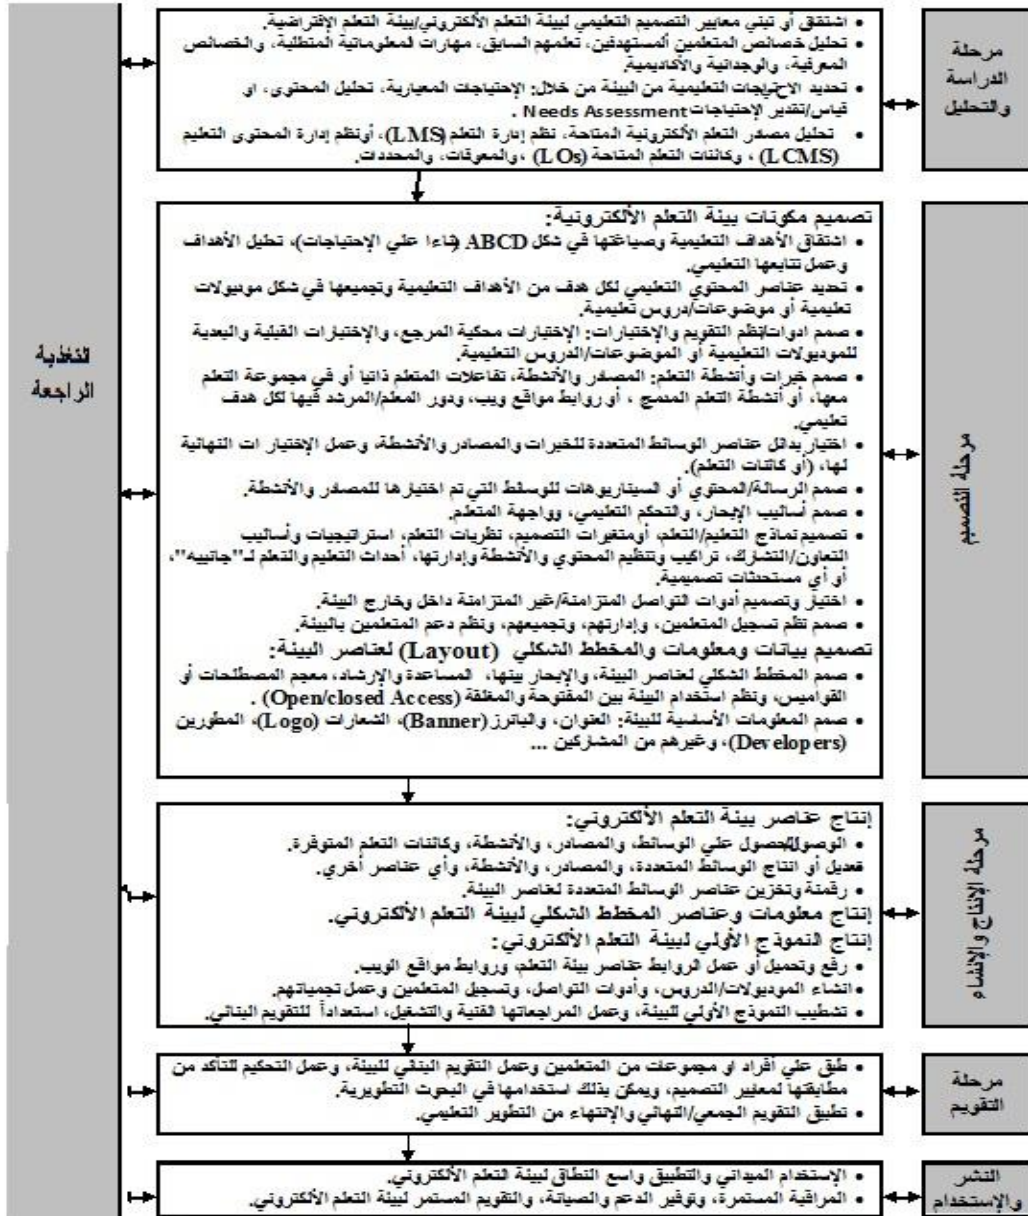 مرحلة
الدراسة
والتحليل
• اشتقاق أو تبني معايير التصميم التعليمي لبيئة التعلم الألكتروني/بيئة التعلم الإفتراضية.
• تحليل خصائص المتعلمين ألمستهدفين، تعلمهم السابق، مهارات المعلوماتية المتطلبة، والخصائص
المعرفية، والوجدانية والأكاديمية.
• تحديد الاحتياجات التعليمية من البيئة من خلال: الإحتياجات المعيارية، تحليل المحتوى، او
قياس/تقدير الإحتياجات Needs Assessment .
• تحليل مصادر التعلم الألكترونية المتاحة، نظم إدارة التعلم (LMS)، أونظم إدارة المحتوى التعليم
(LCMS) ، وكائنات التعلم المتاحة (LOs) ،والمعوقات، والمحددات.
التغذية
الراجعة
مرحلة التصميم
تصميم مكونات بيئة التعلم الألكترونية:
• اشتقاق الأهداف التعليمية وصياغتها في شكل ABCD (بناءا علي الإحتياجات)، تحليل الأهداف
وعمل تتابعها التعليمي.
• تحديد عناصر المحتوي التعليمي لكل هدف من الأهداف التعليمية وتجميعها في شكل موديولات
تعليمية أو موضوعات/دروس تعليمية.
• صمم ادوات/نظم التقويم والإختبارات: الإختبارات محكية المرجع، والإختبارات القبلية والبعدية
للموديولات التعليمية أو الموضوعات/الدروس التعليمية.
• صمم خبرات وأنشطة التعلم: المصادر والأنشطة، تفاعلات المتعلم ذاتيا أو في مجموعة التعلم
معها، أو أنشطة التعلم المدمج ، أو روابط مواقع ويب، ودور المعلم/المرشد فيها لكل هدف
تعليمي.
• اختيار بدائل عناصر الوسائط المتعددة للخبرات والمصادر والأنشطة، وعمل الإختيار ات النهائية
لها، (أو كائنات التعلم).
• صمم الرسالة/المحتوي أو السيناريوهات للوسائط التي تم اختيارها للمصادر والأنشطة.
• صمم أساليب الإبحار، والتحكم التعليمي، وواجهة المتعلم.
• تصميم نماذج التعليم/التعلم، أومتغيرات التصميم، نظريات التعلم، استراتيجيات وأساليب
التعاون/التشارك، تراكيب وتنظيم المحتوي والأنشطة وإدارتها، أحداث التعليم والتعلم لـ"جانييه"،
أو أي مستحدثات تصميمية.
• اختيار وتصميم أدوات التواصل المتزامنة/غير المتزامنة داخل وخارج البيئة.
• صمم نظم تسجيل المتعلمين، وإدارتهم، وتجميعهم، ونظم دعم المتعلمين بالبيئة.
تصميم بيانات ومعلومات والمخطط الشكلي (Layout) لعناصر البيئة:
• صمم المخطط الشكلي لعناصر البيئة، والإبحار بينها، المساعدة والإرشاد، معجم المصطلحات أو
القواميس، ونظم استخدام البيئة بين المفتوحة والمغلقة (Open/closed Access) .
• صمم المعلومات الأساسية للبيئة: العنوان، والبانرز (Banner)، الشعارات (Logo)، المطورين
(Developers)، وغيرهم من المشاركين ...
مرحلة الإنتاج والإنشاء
إنتاج عناصر بيئة التعلم الألكتروني:
• الوصول/الحصول علي الوسائط، والمصادر، والأنشطة، وكائنات التعلم المتوفرة.
تعديل أو انتاج الوسائط المتعددة، والمصادر، والأنشطة، وأي عناصر أخري.
• رقمنة وتخزين عناصر الوسائط المتعددة لعناصر البيئة.
إنتاج معلومات وعناصر المخطط الشكلي لبيئة التعلم الألكتروني.
إنتاج النموذج الأولي لبيئة التعلم الألكتروني:
• رفع وتحميل أو عمل الروابط عناصر بيئة التعلم، وروابط مواقع الويب.
• انشاء الموديولات/الدروس، وأدوات التواصل، وتسجيل المتعلمين وعمل تجمياتهم.
• تشطيب النموذج الأولي للبيئة، وعمل المراجعاتها الفنية والتشغيل، استعداداً للتقويم البنائي.
مرحلة
التقويم
• طبق علي أفراد او مجموعات من المتعلمين وعمل التقويم البنائي للبيئة، وعمل التحكيم للتأكد من
مطابقتها لمعايير التصميم، ويمكن بذلك استخدامها في البحوث التطويرية.
• تطبيق التقويم الجمعي/النهائي والإنتهاء من التطوير التعليمي.
النشر
والإستخدام
• الإستخدام الميداني والتطبيق واسع النطاق لبيئة التعلم الألكتروني.
• المراقبة المستمرة، وتوفير الدعم والصيانة، والتقويم المستمر لبيئة التعلم الألكتروني.